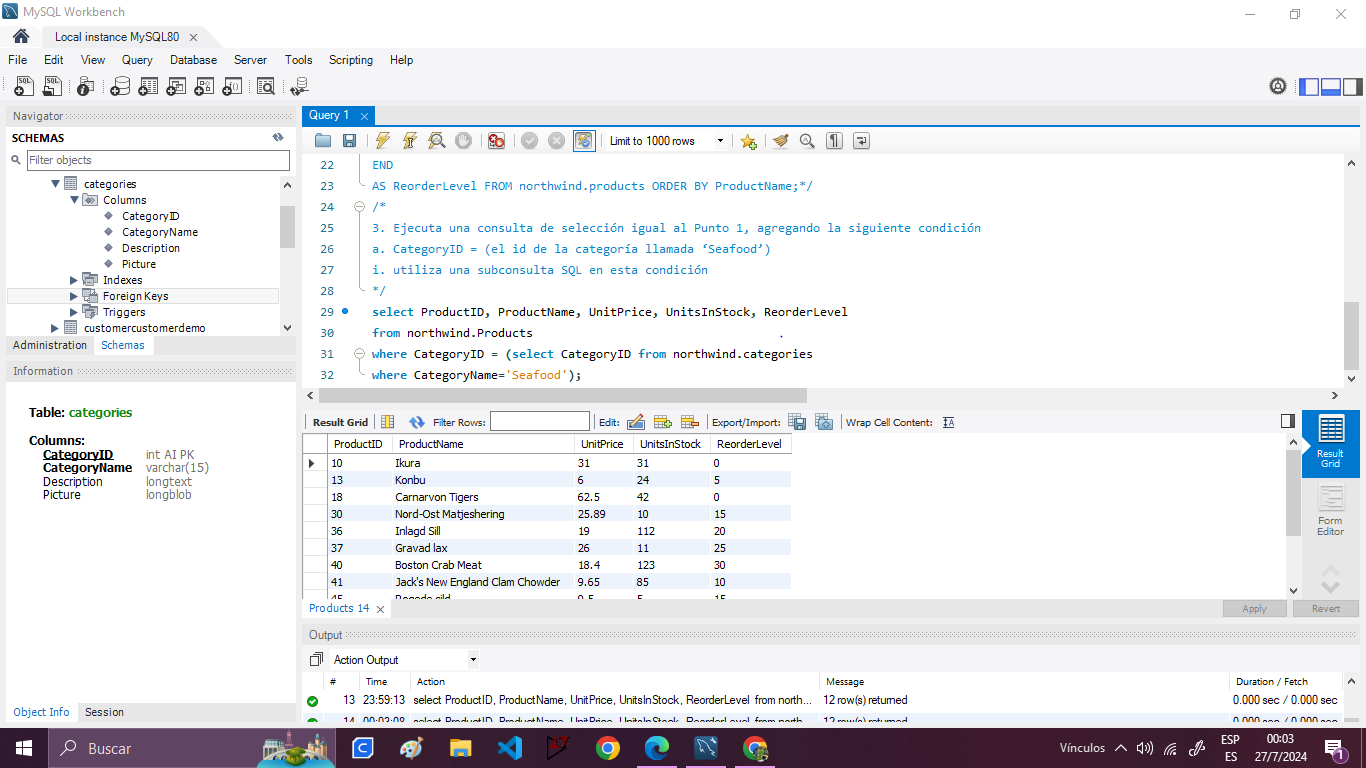 MySQL Workbench
Local instance MySQL80
File Edit View Query Database Server Tools Scripting Help
Navigator
SCHEMAS
Filter objects
categories
Columns
CategoryID
CategoryName
Description
Picture
Indexes
Foreign Keys
Triggers
customercustomerdemo
Administration Schemas
Information
Table: categories
Columns:
CategoryID int AI PK
CategoryName varchar(15)
Description longtext
Picture longblob
Object Info Session
Query 1
Limit to 1000 rows
22 END
23 AS ReorderLevel FROM northwind.products ORDER BY ProductName;*/
24 /*
25 3. Ejecuta una consulta de selección igual al Punto 1, agregando la siguiente condición
26 a. CategoryID = (el id de la categoría llamada ‘Seafood’)
27 i. utiliza una subconsulta SQL en esta condición
28 */
29 select ProductID, ProductName, UnitPrice, UnitsInStock, ReorderLevel
30 from northwind.Products
31 where CategoryID = (select CategoryID from northwind.categories
32 where CategoryName='Seafood');
Result Grid Filter Rows: Edit: Export/Import: Wrap Cell Content:
ProductID ProductName UnitPrice UnitsInStock ReorderLevel
10 Ikura 31 31 0
13 Konbu 6 24 5
18 Carnarvon Tigers 62.5 42 0
30 Nord-Ost Matjeshering 25.89 10 15
36 Inlagd Sill 19 112 20
37 Gravad lax 26 11 25
40 Boston Crab Meat 18.4 123 30
41 Jack's New England Clam Chowder 9.65 85 10
45 Rogede sild 9.5 5 15
Result
Grid
Form
Editor
Products 14
Apply Revert
Output
Action Output
# Time Action Message Duration / Fetch
13 23:59:13 select ProductID, ProductName, UnitPrice, UnitsInStock, ReorderLevel from north... 12 row(s) returned 0.000 sec / 0.000 sec
14 00:03:08 select ProductID, ProductName, UnitPrice, UnitsInStock, ReorderLevel from north... 12 row(s) returned 0.000 sec / 0.000 sec
Buscar
Vínculos
ESP
ES
00:03
27/7/2024
1